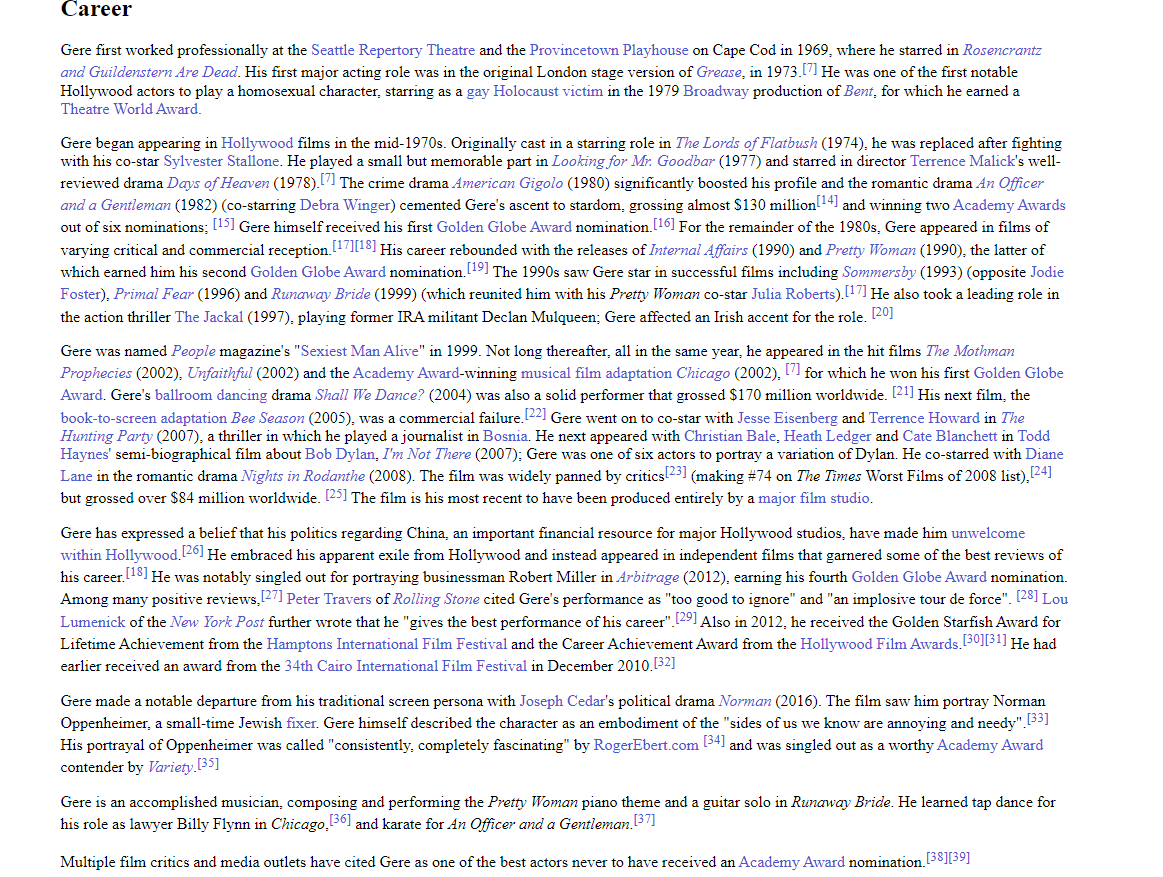 Career
Gere first worked professionally at the Seattle Repertory Theatre and the Provincetown Playhouse on Cape Cod in 1969, where he starred in Rosencrantz
and Guildenstern Are Dead. His first major acting role was in the original London stage version of Grease, in 1973.[7] He was one of the first notable
Hollywood actors to play a homosexual character, starring as a gay Holocaust victim in the 1979 Broadway production of Bent, for which he earned a
Theatre World Award.
Gere began appearing in Hollywood films in the mid-1970s. Originally cast in a starring role in The Lords of Flatbush (1974), he was replaced after fighting
with his co-star Sylvester Stallone. He played a small but memorable part in Looking for Mr. Goodbar (1977) and starred in director Terrence Malick's well-
reviewed drama Days of Heaven (1978).[7] The crime drama American Gigolo (1980) significantly boosted his profile and the romantic drama An Officer
and a Gentleman (1982) (co-starring Debra Winger) cemented Gere's ascent to stardom, grossing almost $130 million[14] and winning two Academy Awards
out of six nominations; [15] Gere himself received his first Golden Globe Award nomination.[16] For the remainder of the 1980s, Gere appeared in films of
varying critical and commercial reception.[17][18] His career rebounded with the releases of Internal Affairs (1990) and Pretty Woman (1990), the latter of
which earned him his second Golden Globe Award nomination.[19] The 1990s saw Gere star in successful films including Sommersby (1993) (opposite Jodie
Foster), Primal Fear (1996) and Runaway Bride (1999) (which reunited him with his Pretty Woman co-star Julia Roberts).[17] He also took a leading role in
the action thriller The Jackal (1997), playing former IRA militant Declan Mulqueen; Gere affected an Irish accent for the role. [20]
Gere was named People magazine's "Sexiest Man Alive" in 1999. Not long thereafter, all in the same year, he appeared in the hit films The Mothman
Prophecies (2002), Unfaithful (2002) and the Academy Award-winning musical film adaptation Chicago (2002), [7] for which he won his first Golden Globe
Award. Gere's ballroom dancing drama Shall We Dance? (2004) was also a solid performer that grossed $170 million worldwide. [21] His next film, the
book-to-screen adaptation Bee Season (2005), was a commercial failure.[22] Gere went on to co-star with Jesse Eisenberg and Terrence Howard in The
Hunting Party (2007), a thriller in which he played a journalist in Bosnia. He next appeared with Christian Bale, Heath Ledger and Cate Blanchett in Todd
Haynes' semi-biographical film about Bob Dylan, I'm Not There (2007); Gere was one of six actors to portray a variation of Dylan. He co-starred with Diane
Lane in the romantic drama Nights in Rodanthe (2008). The film was widely panned by critics[23] (making #74 on The Times Worst Films of 2008 list),[24]
but grossed over $84 million worldwide. [25] The film is his most recent to have been produced entirely by a major film studio.
Gere has expressed a belief that his politics regarding China, an important financial resource for major Hollywood studios, have made him unwelcome
within Hollywood.[26] He embraced his apparent exile from Hollywood and instead appeared in independent films that garnered some of the best reviews of
his career.[18] He was notably singled out for portraying businessman Robert Miller in Arbitrage (2012), earning his fourth Golden Globe Award nomination.
Among many positive reviews,[27] Peter Travers of Rolling Stone cited Gere's performance as "too good to ignore" and "an implosive tour de force". [28] Lou
Lumenick of the New York Post further wrote that he "gives the best performance of his career".[29] Also in 2012, he received the Golden Starfish Award for
Lifetime Achievement from the Hamptons International Film Festival and the Career Achievement Award from the Hollywood Film Awards.[30][31] He had
earlier received an award from the 34th Cairo International Film Festival in December 2010.[32]
Gere made a notable departure from his traditional screen persona with Joseph Cedar's political drama Norman (2016). The film saw him portray Norman
Oppenheimer, a small-time Jewish fixer. Gere himself described the character as an embodiment of the "sides of us we know are annoying and needy".[33]
His portrayal of Oppenheimer was called "consistently, completely fascinating" by RogerEbert.com [34] and was singled out as a worthy Academy Award
contender by Variety.[35]
Gere is an accomplished musician, composing and performing the Pretty Woman piano theme and a guitar solo in Runaway Bride. He learned tap dance for
his role as lawyer Billy Flynn in Chicago,[36] and karate for An Officer and a Gentleman.[37]
Multiple film critics and media outlets have cited Gere as one of the best actors never to have received an Academy Award nomination.[38][39]